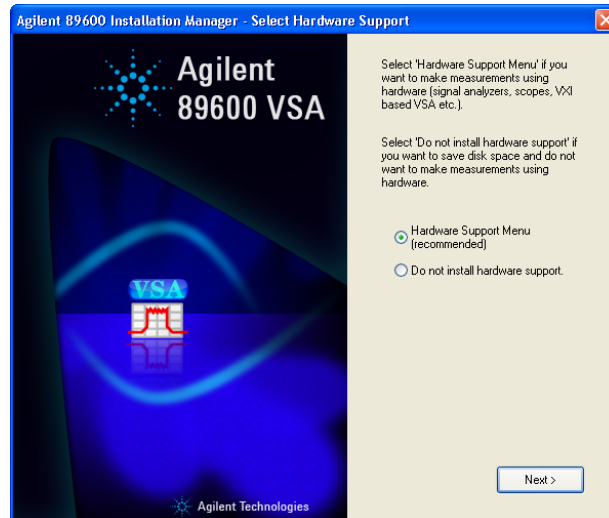 Agilent 89600 Installation Manager - Select Hardware Support
Agilent
89600 VSA
VSA
Agilent Technologies
Select 'Hardware Support Menu' if you
want to make measurements using
hardware (signal analyzers, scopes, VXI
based VSA etc.).
Select 'Do not install hardware support' if
you want to save disk space and do not
want to make measurements using
hardware.
Hardware Support Menu
(recommended)
Do not install hardware support.
Next >